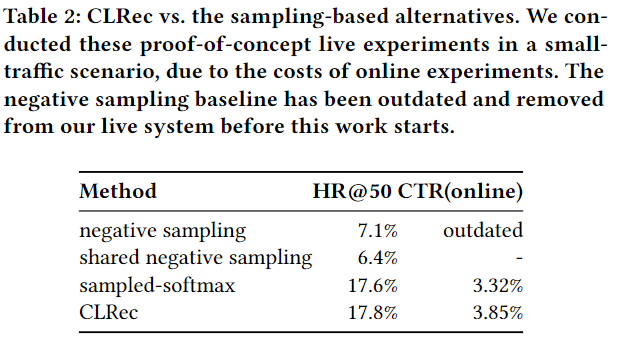 Table 2: CLRec vs. the sampling-based alternatives. We con-
ducted these proof-of-concept live experiments in a small-
traffic scenario, due to the costs of online experiments. The
negative sampling baseline has been outdated and removed
from our live system before this work starts.
Method HR@50 CTR(online)
negative sampling 7.1% outdated
shared negative sampling 6.4% -
sampled-softmax 17.6% 3.32%
CLRec 17.8% 3.85%